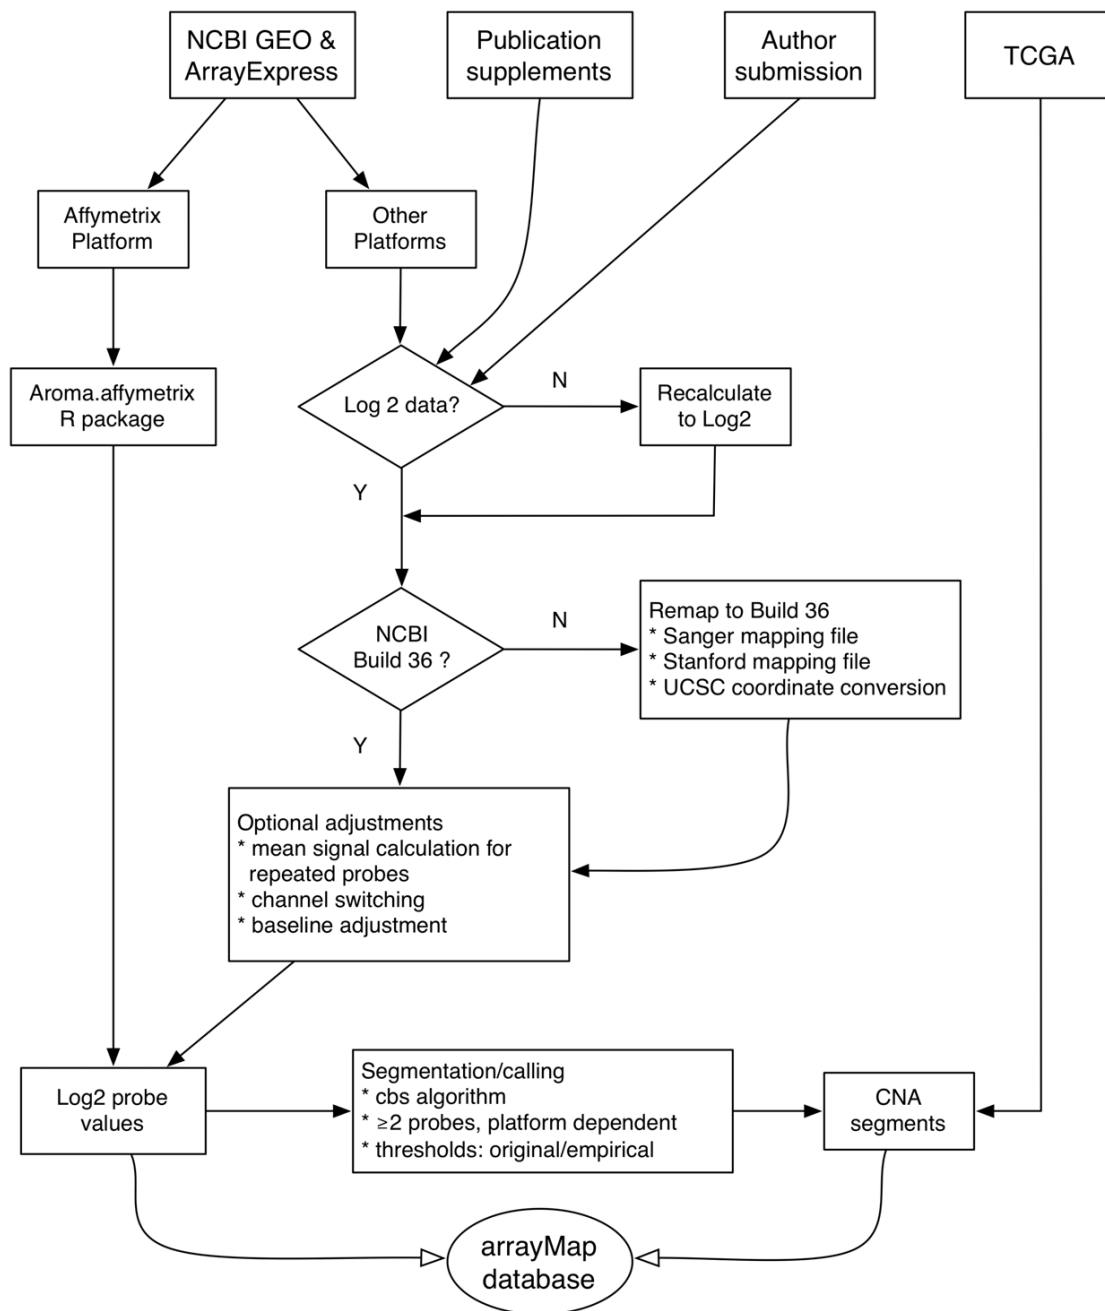 NCBI GEO &
ArrayExpress
Publication
supplements
Author
submission
TCGA
Affymetrix
Platform
Other
Platforms
Aroma.affymetrix
R package
Log 2 data?
N
Recalculate
to Log2
Y
NCBI
Build 36 ?
N
Remap to Build 36
* Sanger mapping file
* Stanford mapping file
* UCSC coordinate conversion
Y
Optional adjustments
* mean signal calculation for
repeated probes
* channel switching
* baseline adjustment
Log2 probe
values
Segmentation/calling
* cbs algorithm
* ≥2 probes, platform dependent
* thresholds: original/empirical
CNA
segments
arrayMap
database